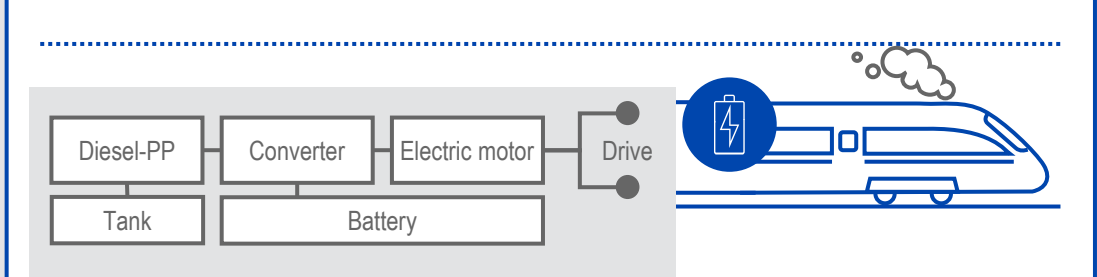 Diesel-PP
Converter
Electric motor
Drive
Tank
Battery